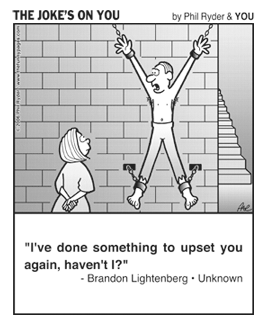 THE JOKE'S ON YOU
by Phil Ryder & YOU
"I've done something to upset you
again, haven't I?"
- Brandon Lightenberg • Unknown